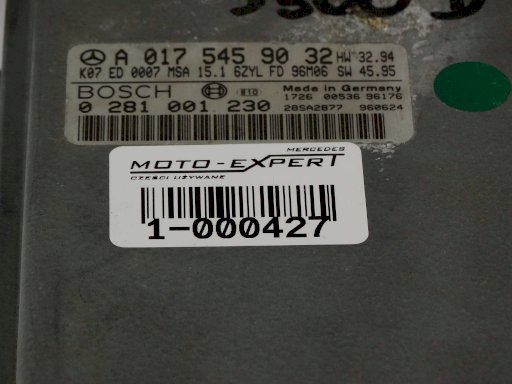 A 017 545 90 32 HW 32.94
K07 ED 0007 MSA 15.1 6ZYL FD 96M06 SW 45.95
BOSCH Made in Germany
0 281 001 230 1726 00536 96176
28SA2877 960624
MERCEDES
MOTO-EXPERT
CZĘŚCI UŻYWANE
1-000427